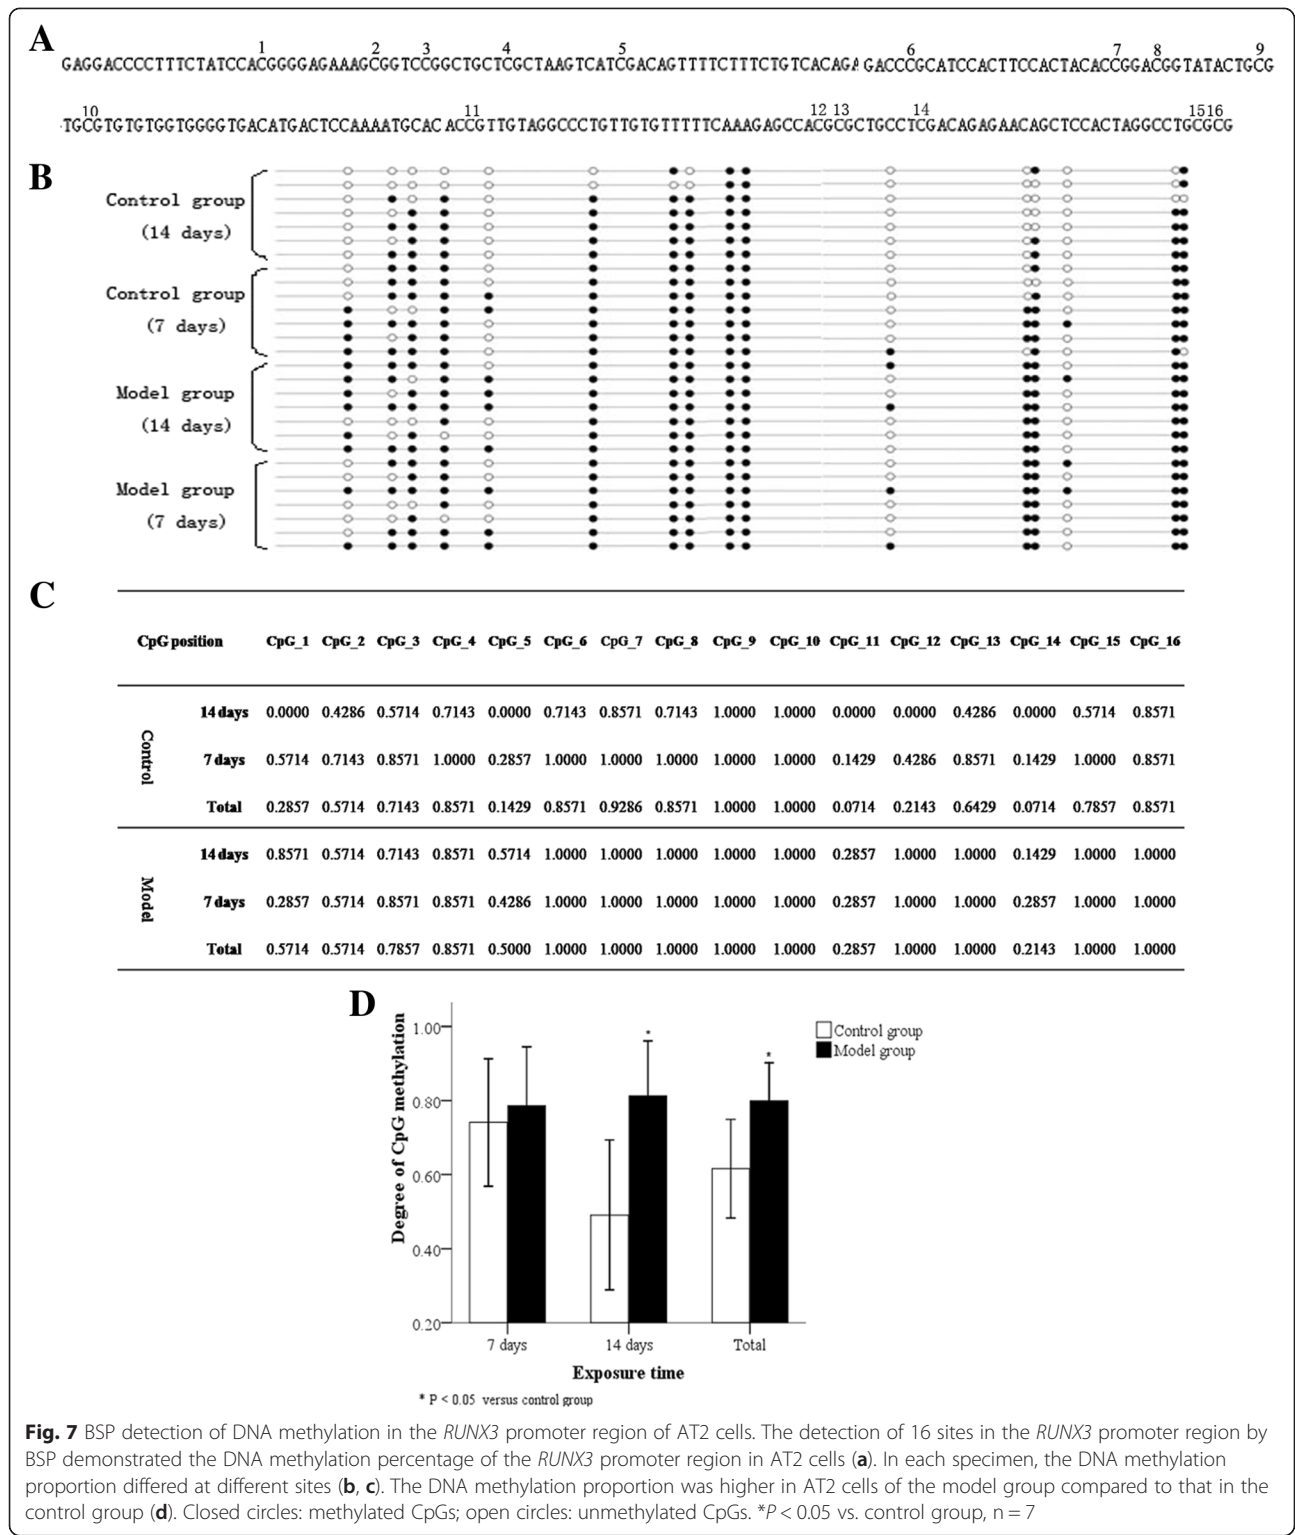 A
1 2 3 4 5 6 7 8 9
GAGGACCCCTTTCTATCCACGGGGAGAAAGCGGTCCGGCTGCTCGCTAAGTCATCGACAGTTTTCTTTCTGTCACAGA GACCCGCATCCACTTCCACTACACCGGACGGTATACTGCG
10 11 12 13 14 1516
TGCGTGTGTGGTGGGGTGACATGACTCCAAAATGCAC ACCGTTGTAGGCCCTGTTGTGTTTTTCAAAGAGCCACGCGCTGCCTCGACAGAGAACAGCTCCACTAGGCCTGCGCG
B
Control group
(14 days)
Control group
(7 days)
Model group
(14 days)
Model group
(7 days)
C
CpG position CpG_1 CpG_2 CpG_3 CpG_4 CpG_5 CpG_6 CpG_7 CpG_8 CpG_9 CpG_10 CpG_11 CpG_12 CpG_13 CpG_14 CpG_15 CpG_16
Control
14 days 0.0000 0.4286 0.5714 0.7143 0.0000 0.7143 0.8571 0.7143 1.0000 1.0000 0.0000 0.0000 0.4286 0.0000 0.5714 0.8571
7 days 0.5714 0.7143 0.8571 1.0000 0.2857 1.0000 1.0000 1.0000 1.0000 1.0000 0.1429 0.4286 0.8571 0.1429 1.0000 0.8571
Total 0.2857 0.5714 0.7143 0.8571 0.1429 0.8571 0.9286 0.8571 1.0000 1.0000 0.0714 0.2143 0.6429 0.0714 0.7857 0.8571
Model
14 days 0.8571 0.5714 0.7143 0.8571 0.5714 1.0000 1.0000 1.0000 1.0000 1.0000 0.2857 1.0000 1.0000 0.1429 1.0000 1.0000
7 days 0.2857 0.5714 0.8571 0.8571 0.4286 1.0000 1.0000 1.0000 1.0000 1.0000 0.2857 1.0000 1.0000 0.2857 1.0000 1.0000
Total 0.5714 0.5714 0.7857 0.8571 0.5000 1.0000 1.0000 1.0000 1.0000 1.0000 0.2857 1.0000 1.0000 0.2143 1.0000 1.0000
D
Degree of CpG methylation
1.00
0.80
0.60
0.40
0.20
* *
Control group
Model group
7 days 14 days Total
Exposure time
* P < 0.05 versus control group
Fig. 7 BSP detection of DNA methylation in the RUNX3 promoter region of AT2 cells. The detection of 16 sites in the RUNX3 promoter region by
BSP demonstrated the DNA methylation percentage of the RUNX3 promoter region in AT2 cells (a). In each specimen, the DNA methylation
proportion differed at different sites (b, c). The DNA methylation proportion was higher in AT2 cells of the model group compared to that in the
control group (d). Closed circles: methylated CpGs; open circles: unmethylated CpGs. *P < 0.05 vs. control group, n = 7